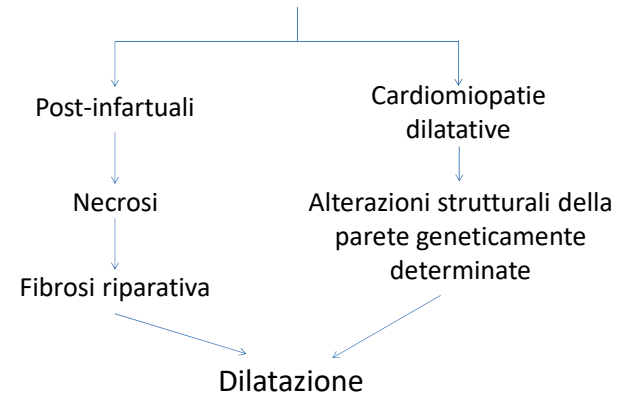 Post-infartuali
Cardiomiopatie
dilatative
Necrosi
Alterazioni strutturali della
parete geneticamente
determinate
Fibrosi riparativa
Dilatazione